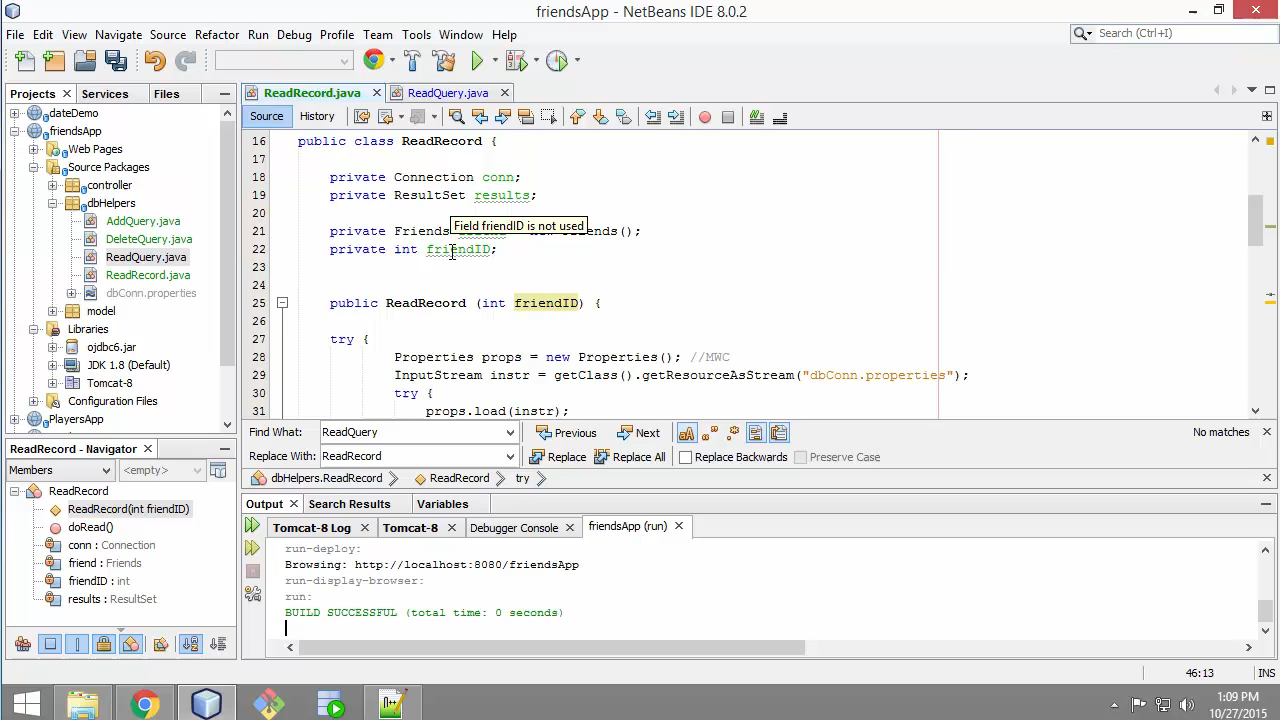 friendsApp - NetBeans IDE 8.0.2
File Edit View Navigate Source Refactor Run Debug Profile Team Tools Window Help
Search (Ctrl+I)
Projects Services Files
dateDemo
friendsApp
Web Pages
Source Packages
controller
dbHelpers
AddQuery.java
DeleteQuery.java
ReadQuery.java
ReadRecord.java
dbConn.properties
model
Libraries
ojdbc6.jar
JDK 1.8 (Default)
Tomcat-8
Configuration Files
PlayersApp
ReadRecord - Navigator
Members <empty>
ReadRecord
ReadRecord(int friendID)
doRead()
conn : Connection
friend : Friends
friendID : int
results : ResultSet
ReadRecord.java ReadQuery.java
Source History
16 public class ReadRecord {
17
18 private Connection conn;
19 private ResultSet results;
20
Field friendID is not used
21 private Friends
22 private int friendID;
23
24
25 public ReadRecord (int friendID) {
26
27 try {
28 Properties props = new Properties(); //MWC
29 InputStream instr = getClass().getResourceAsStream("dbConn.properties");
30 try {
31 props.load(instr);
Find What: ReadQuery Previous Next No matches
Replace With: ReadRecord Replace Replace All Replace Backwards Preserve Case
dbHelpers.ReadRecord ReadRecord try
Output Search Results Variables
Tomcat-8 Log Tomcat-8 Debugger Console friendsApp (run)
run-deploy:
Browsing: http://localhost:8080/friendsApp
run-display-browser:
run:
BUILD SUCCESSFUL (total time: 0 seconds)
46:13 INS
1:09 PM
10/27/2015